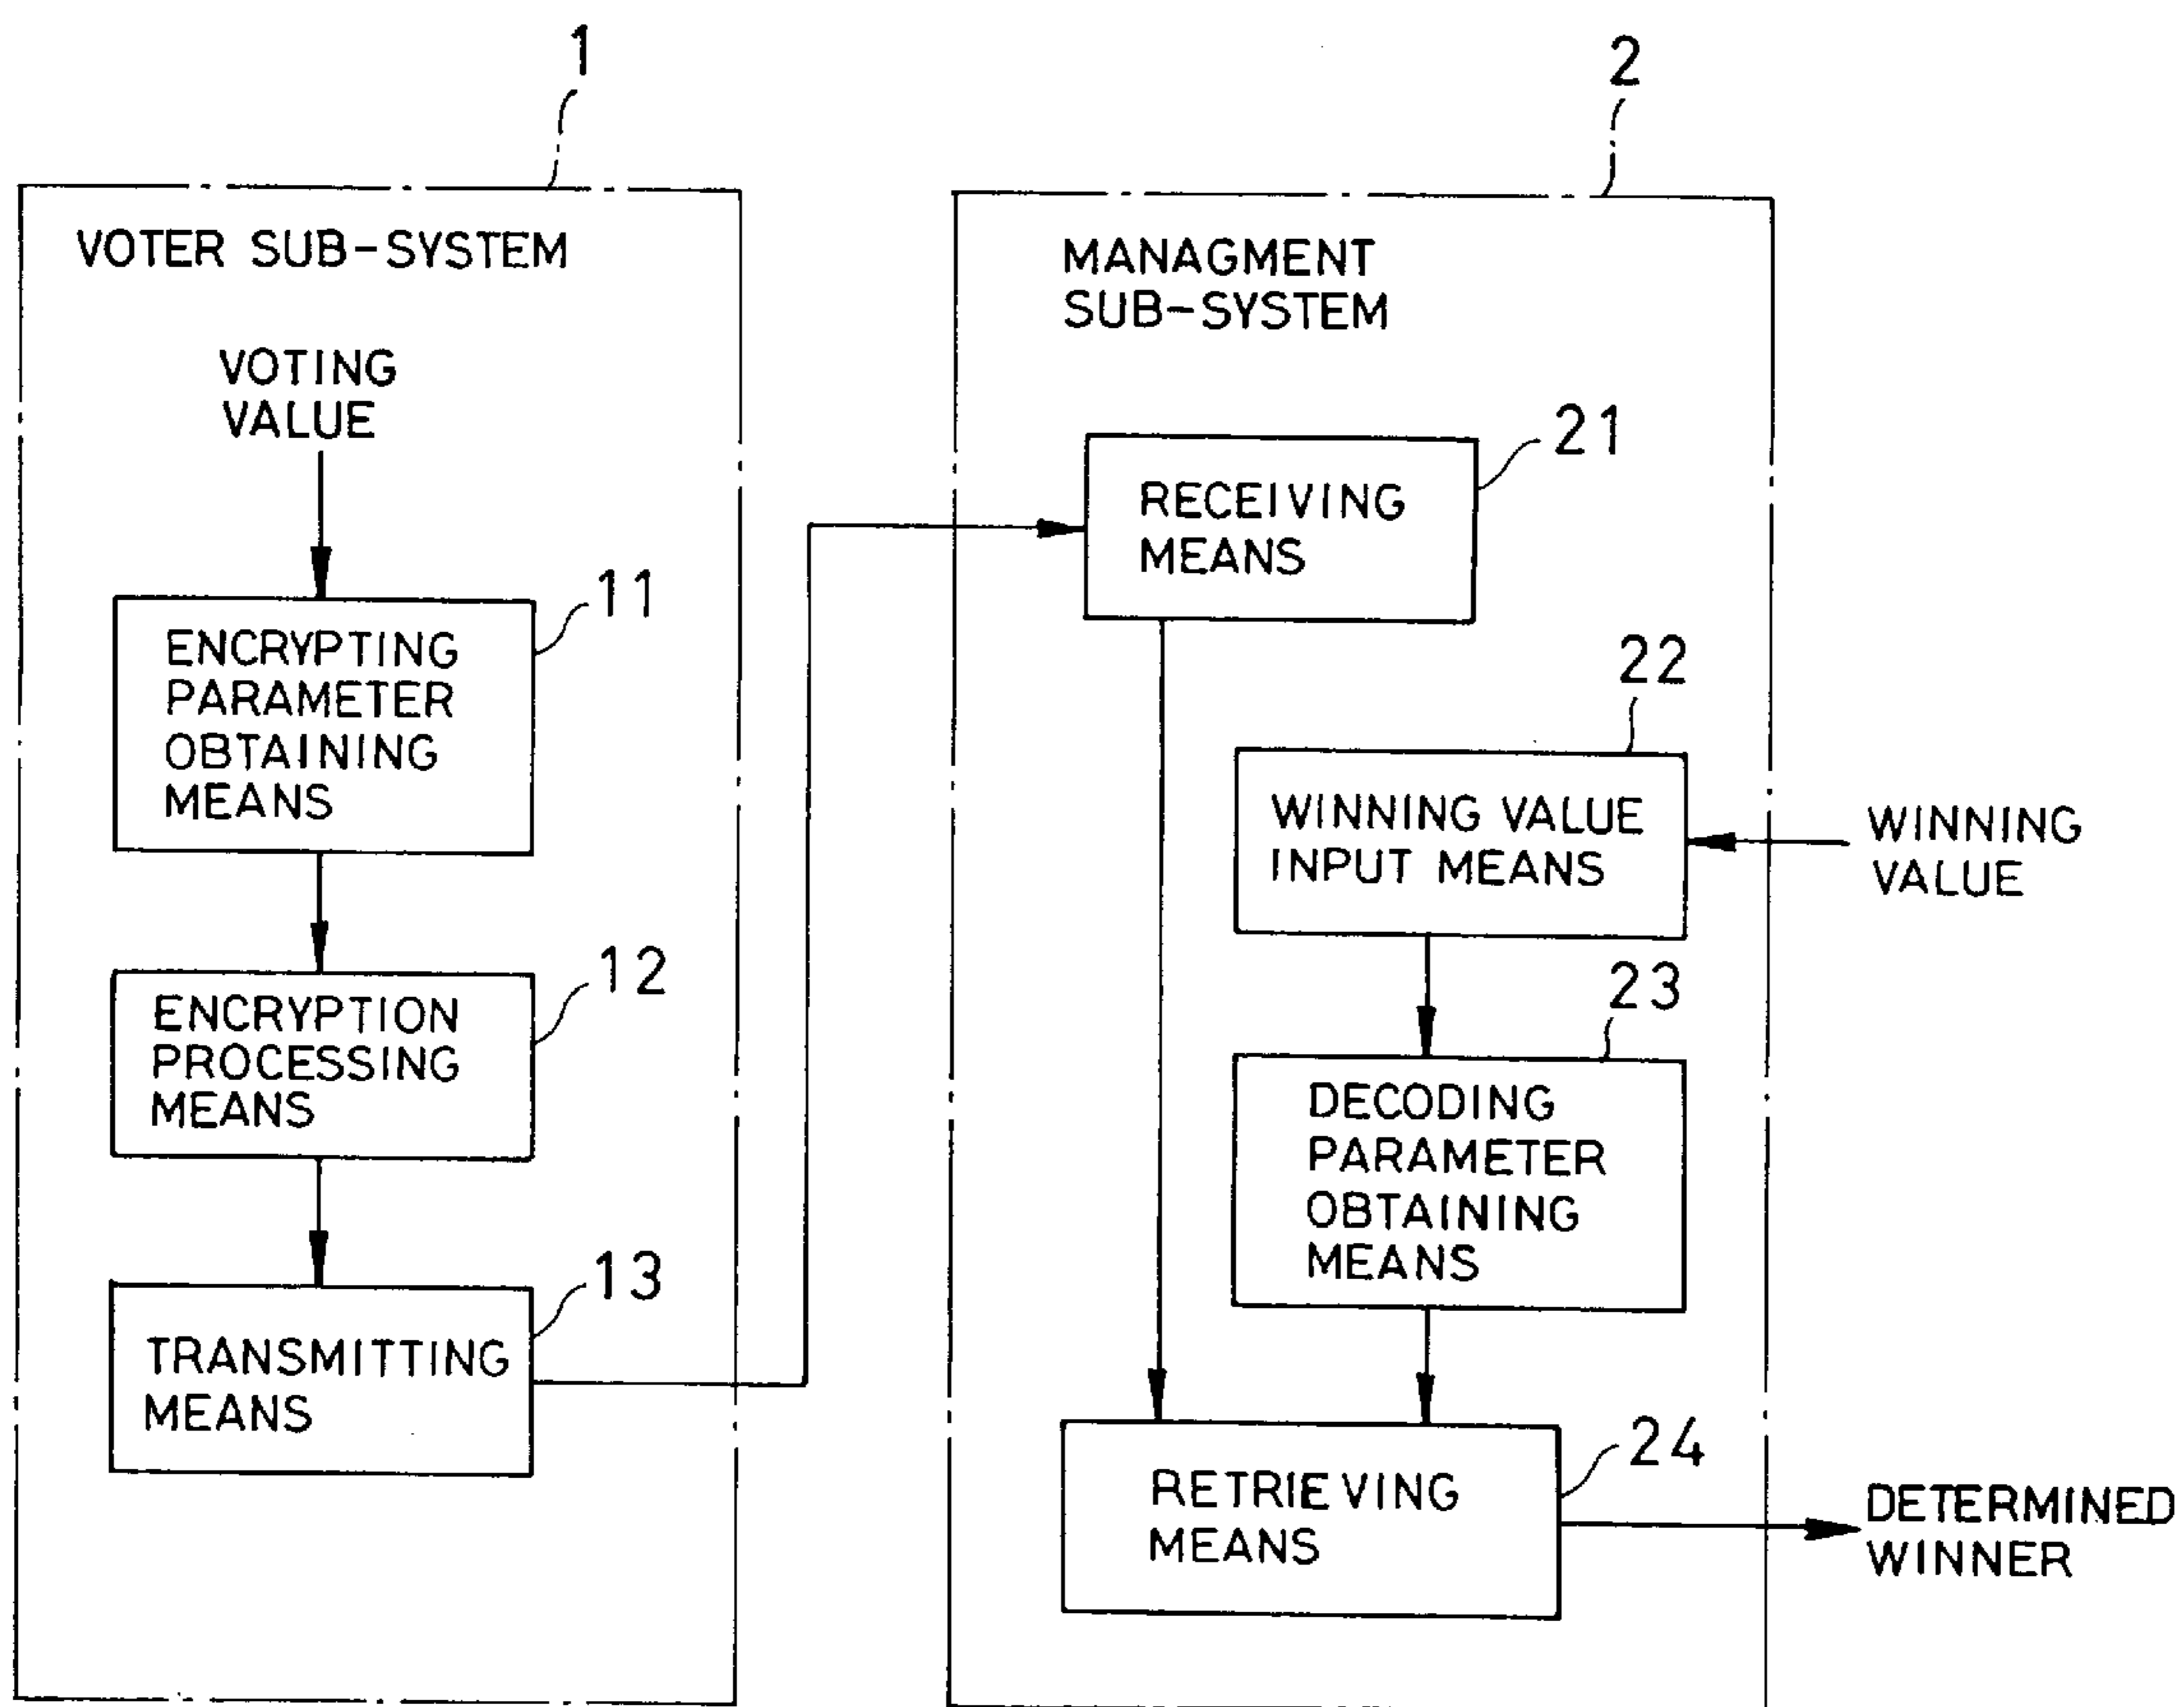 1
2
VOTER SUB-SYSTEM
VOTING
VALUE
11
ENCRYPTING
PARAMETER
OBTAINING
MEANS
12
ENCRYPTION
PROCESSING
MEANS
13
TRANSMITTING
MEANS
MANAGMENT
SUB-SYSTEM
21
RECEIVING
MEANS
22
WINNING VALUE
INPUT MEANS
WINNING
VALUE
23
DECODING
PARAMETER
OBTAINING
MEANS
24
RETRIEVING
MEANS
DETERMINED
WINNER